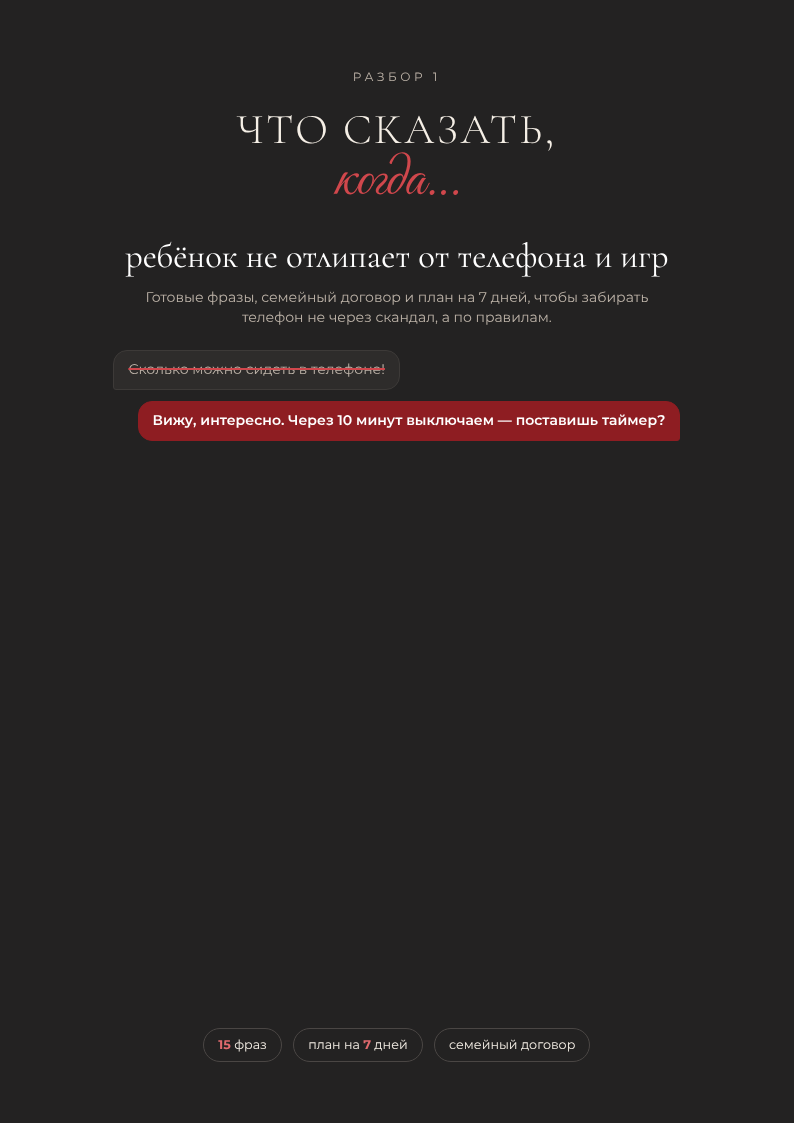 РАЗБОР 1
ЧТО СКАЗАТЬ,
когда...
ребёнок не отлипает от телефона и игр
Готовые фразы, семейный договор и план на 7 дней, чтобы забирать
телефон не через скандал, а по правилам.
Сколько можно сидеть в телефоне!
Вижу, интересно. Через 10 минут выключаем — поставишь таймер?
15 фраз
план на 7 дней
семейный договор